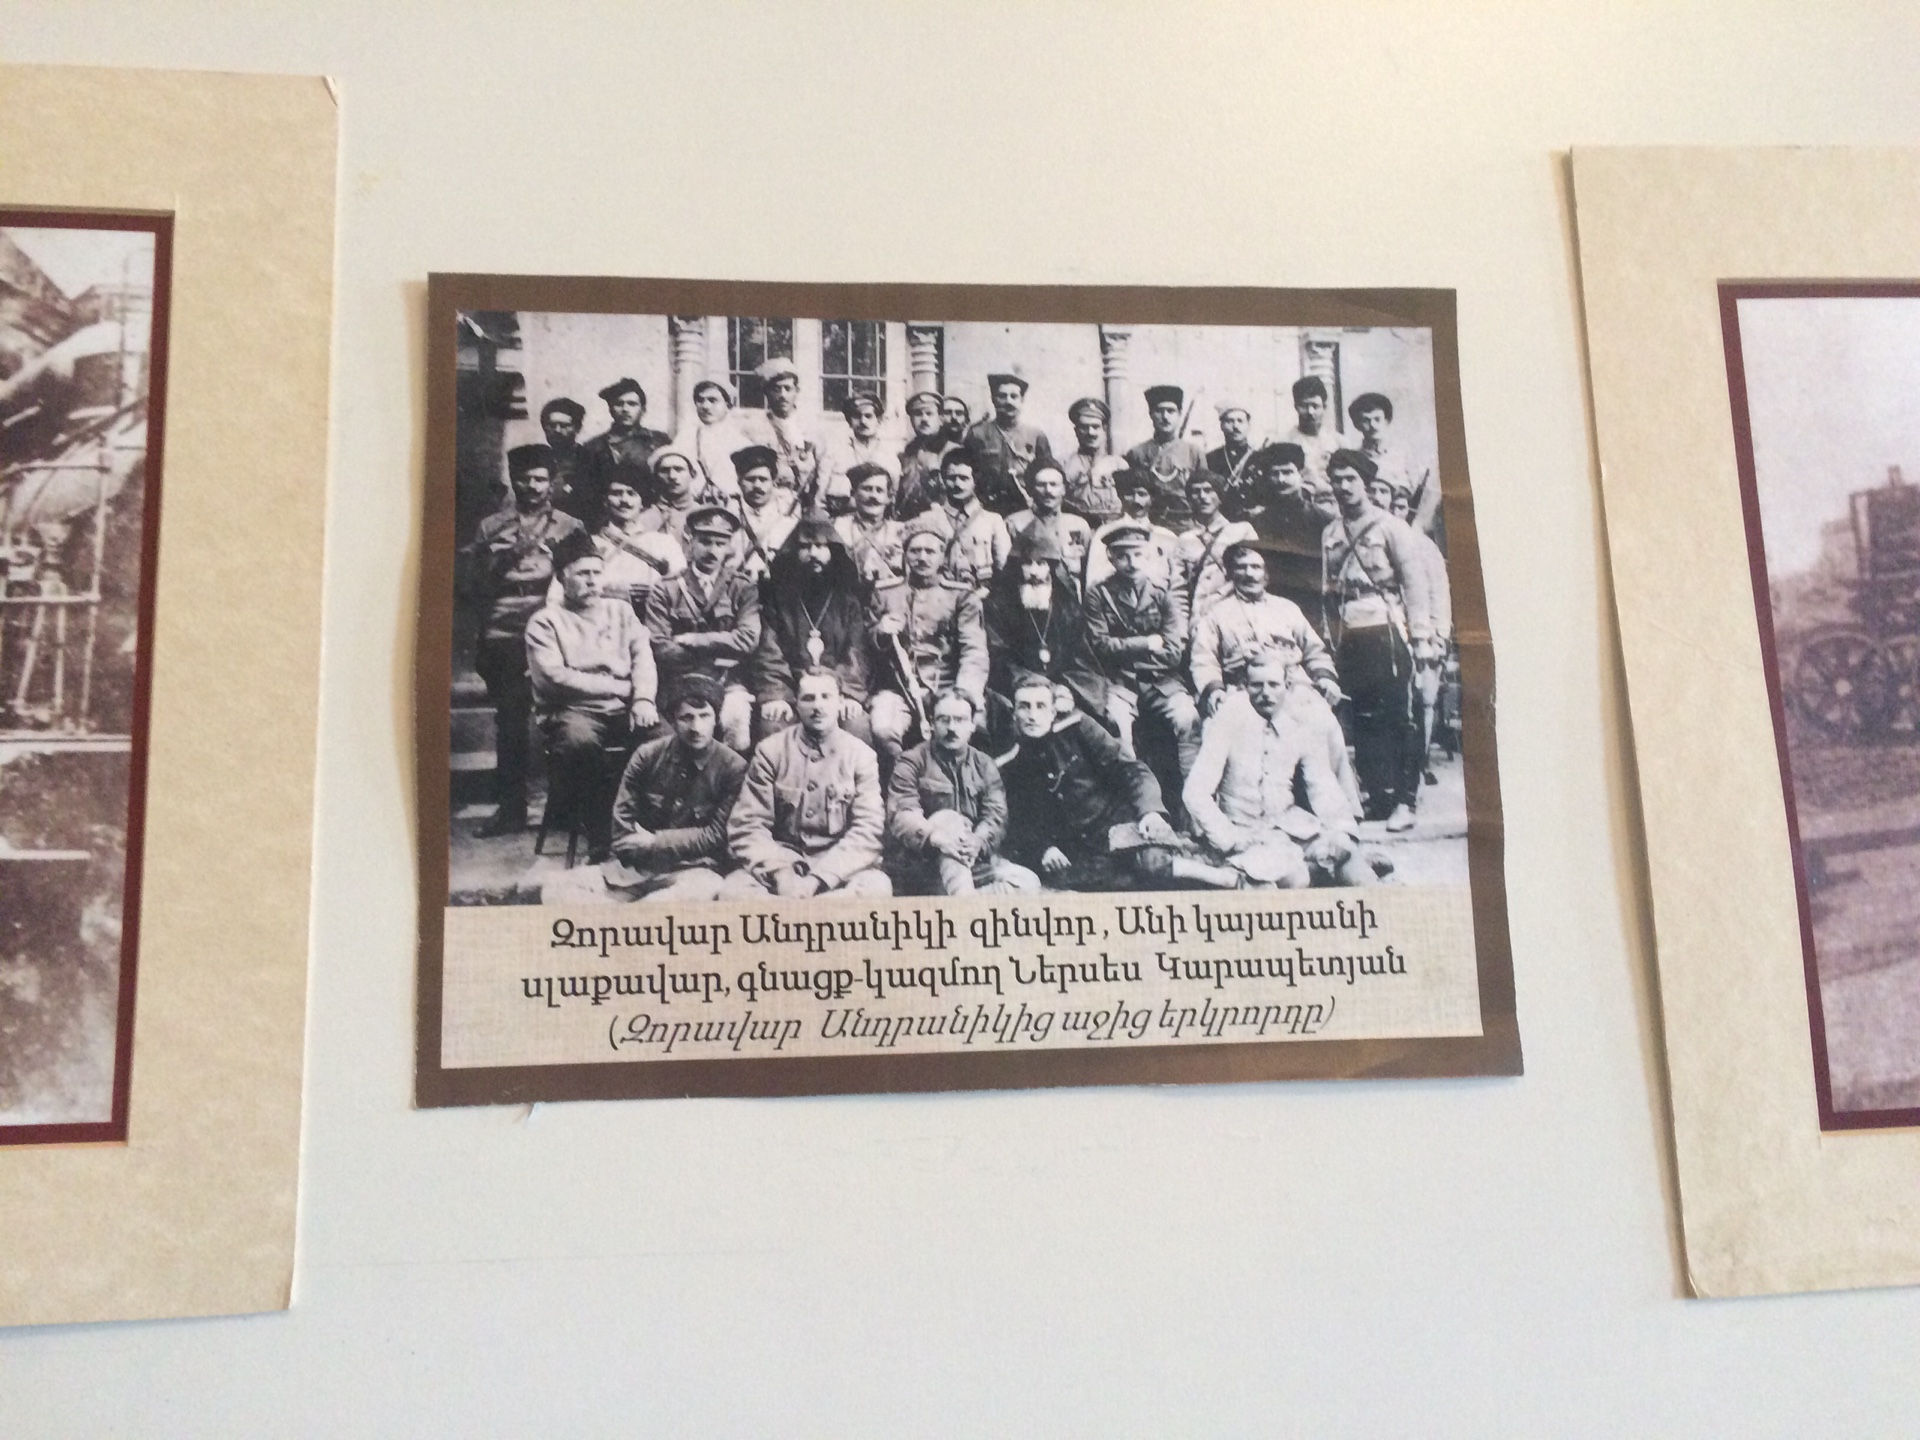 Զորավար Անդրանիկի զինվոր, Անի կայարանի
սլաքավար, գնացք-կազմող Ներսես Կարապետյան
(Զորավար Անդրանիկից աջից երկրորդը)